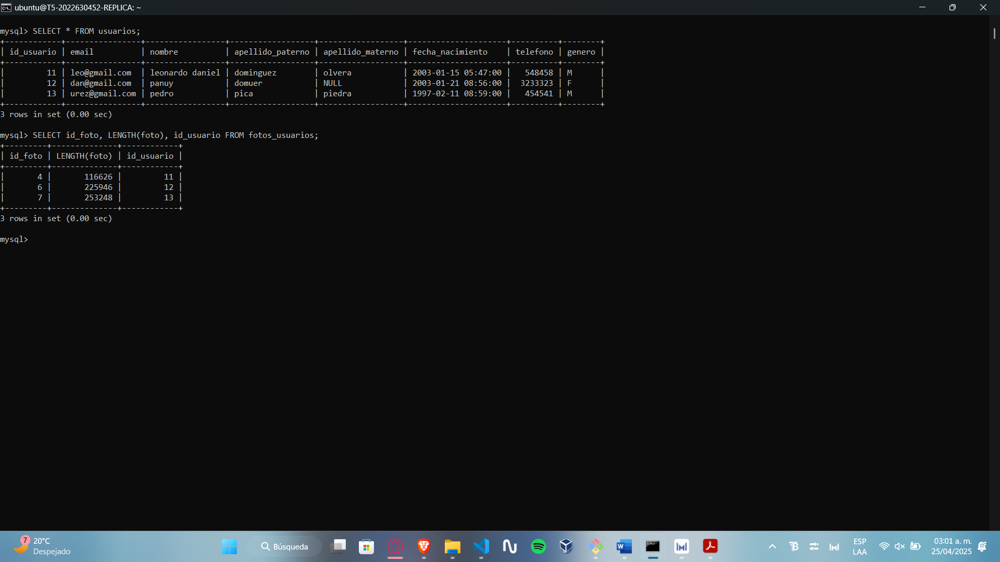 ubuntu@T5-2022630452-REPLICA: ~
mysql> SELECT * FROM usuarios;
+------------+----------------+-----------------+------------------+------------------+---------------------+----------+--------+
| id_usuario | email          | nombre          | apellido_paterno | apellido_materno | fecha_nacimiento    | telefono | genero |
+------------+----------------+-----------------+------------------+------------------+---------------------+----------+--------+
|         11 | leo@gmail.com  | leonardo daniel | dominguez        | olvera           | 2003-01-15 05:47:00 |   548458 | M      |
|         12 | dan@gmail.com  | panuy           | domuer           | NULL             | 2003-01-21 08:56:00 |  3233323 | F      |
|         13 | urez@gmail.com | pedro           | pica             | piedra           | 1997-02-11 08:59:00 |   454541 | M      |
+------------+----------------+-----------------+------------------+------------------+---------------------+----------+--------+
3 rows in set (0.00 sec)
mysql> SELECT id_foto, LENGTH(foto), id_usuario FROM fotos_usuarios;
+---------+--------------+------------+
| id_foto | LENGTH(foto) | id_usuario |
+---------+--------------+------------+
|       4 |       116626 |         11 |
|       6 |       225946 |         12 |
|       7 |       253248 |         13 |
+---------+--------------+------------+
3 rows in set (0.00 sec)
mysql>
7
20°C
Despejado
Búsqueda
ESP
LAA
03:01 a. m.
25/04/2025